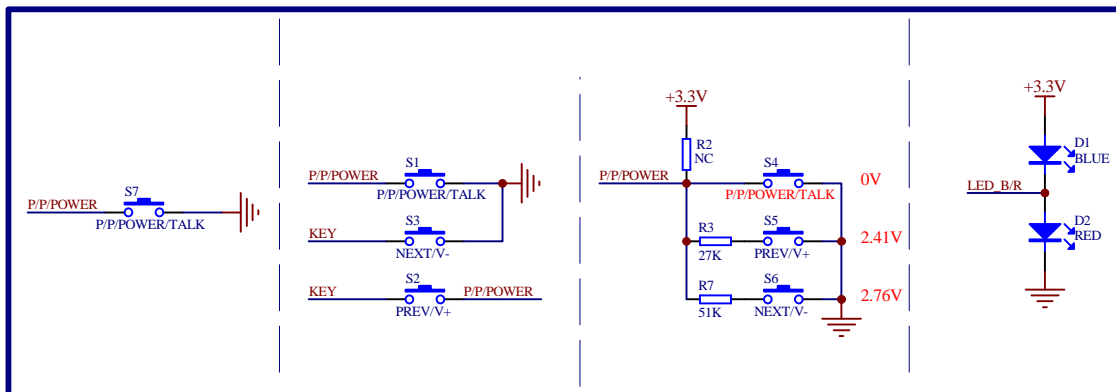 S7
P/P/POWER
P/P/POWER/TALK
S1
P/P/POWER
P/P/POWER/TALK
S3
KEY
NEXT/V-
S2
KEY
P/P/POWER
PREV/V+
+3.3V
R2
NC
S4
P/P/POWER
P/P/POWER/TALK
0V
R3
27K
S5
PREV/V+
2.41V
R7
51K
S6
NEXT/V-
2.76V
+3.3V
D1
BLUE
LED_B/R
D2
RED